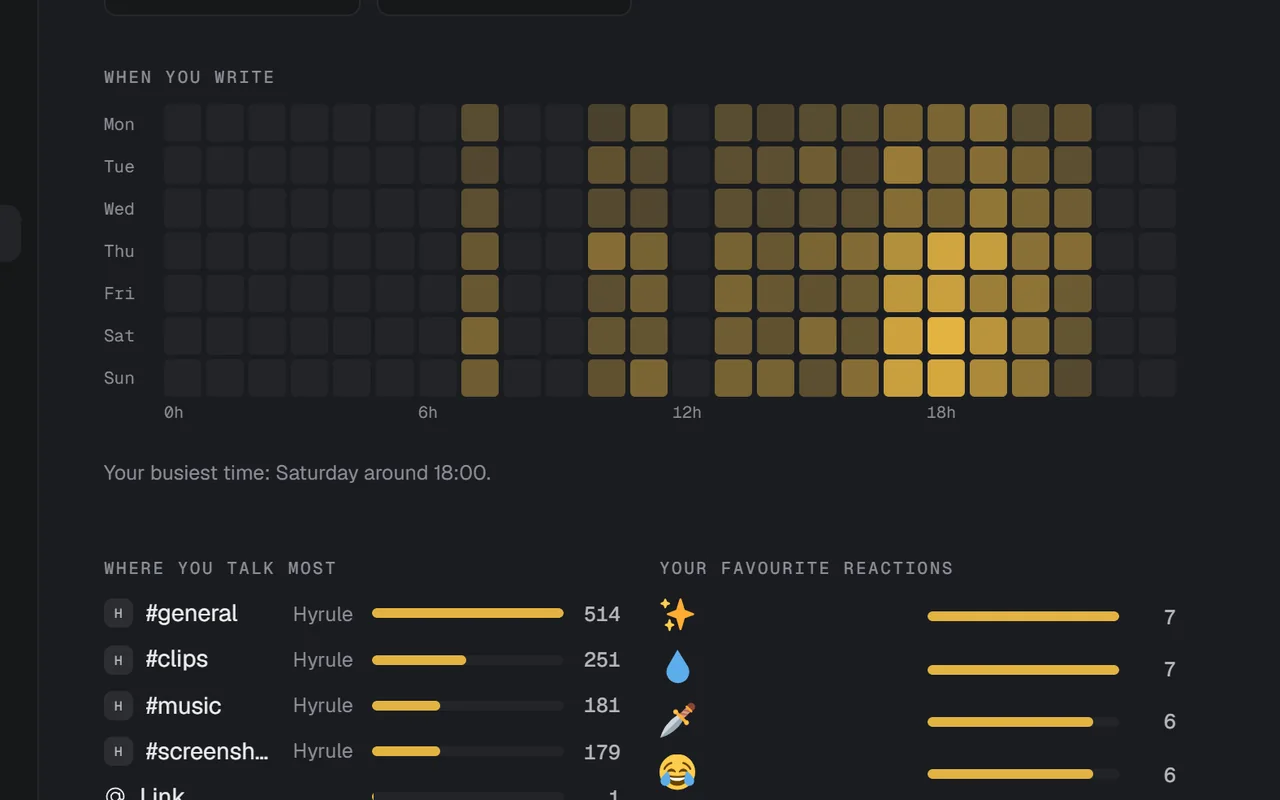 WHEN YOU WRITE
Mon
Tue
Wed
Thu
Fri
Sat
Sun
0h 6h 12h 18h
Your busiest time: Saturday around 18:00.
WHERE YOU TALK MOST
H #general Hyrule 514
H #clips Hyrule 251
H #music Hyrule 181
H #screensh… Hyrule 179
@ Link 1
YOUR FAVOURITE REACTIONS
7
7
6
6